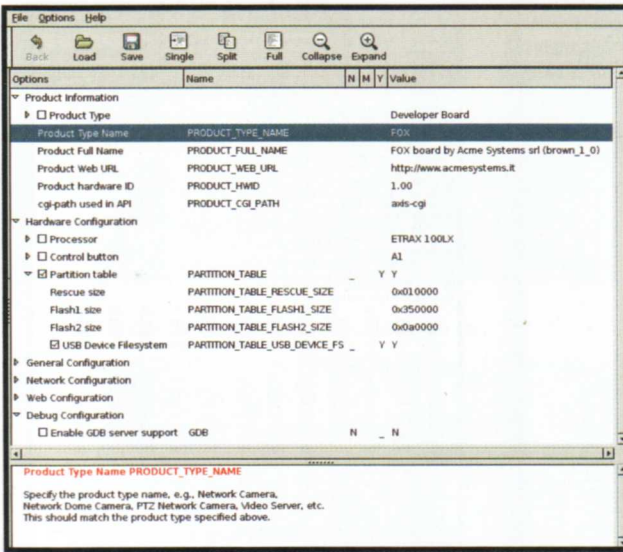 File Options Help
Back Load Save Single Split Full Collapse Expand
Options Name N M Y Value
Product Information
Product Type Developer Board
Product Type Name PRODUCT_TYPE_NAME FOX
Product Full Name PRODUCT_FULL_NAME FOX board by Acme Systems srl (brown_1_0)
Product Web URL PRODUCT_WEB_URL http://www.acmesystems.it
Product hardware ID PRODUCT_HWID 1.00
cgi-path used in API PRODUCT_CGI_PATH axis-cgi
Hardware Configuration
Processor ETRAX 100LX
Control button A1
Partition table PARTITION_TABLE _ Y Y
Rescue size PARTITION_TABLE_RESCUE_SIZE 0x010000
Flash1 size PARTITION_TABLE_FLASH1_SIZE 0x350000
Flash2 size PARTITION_TABLE_FLASH2_SIZE 0x0a0000
USB Device Filesystem PARTITION_TABLE_USB_DEVICE_FS _ Y Y
General Configuration
Network Configuration
Web Configuration
Debug Configuration
Enable GDB server support GDB N _ N
Product Type Name PRODUCT_TYPE_NAME
Specify the product type name, e.g., Network Camera,
Network Dome Camera, PTZ Network Camera, Video Server, etc.
This should match the product type specified above.